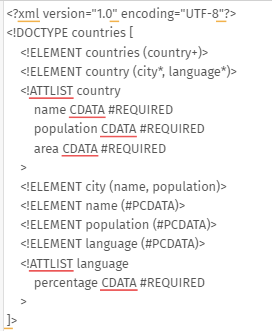 <?xml version="1.0" encoding="UTF-8"?>
<!DOCTYPE countries [
<!ELEMENT countries (country+)>
<!ELEMENT country (city*, language*)>
<!ATTLIST country
name CDATA #REQUIRED
population CDATA #REQUIRED
area CDATA #REQUIRED
>
<!ELEMENT city (name, population)>
<!ELEMENT name (#PCDATA)>
<!ELEMENT population (#PCDATA)>
<!ELEMENT language (#PCDATA)>
<!ATTLIST language
percentage CDATA #REQUIRED
>
]>